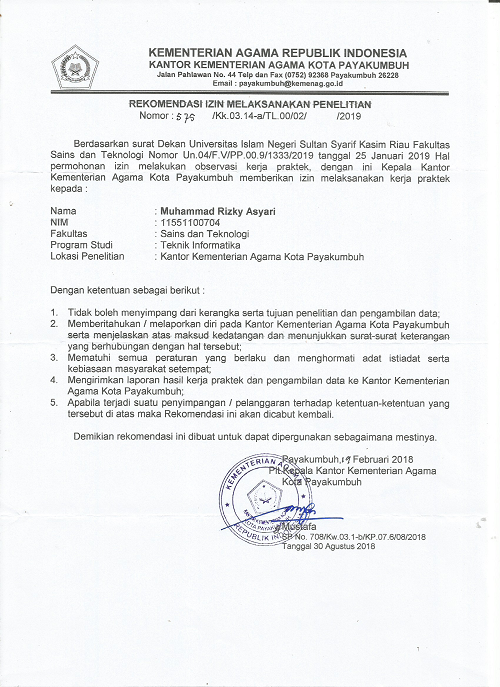 KEMENTERIAN AGAMA REPUBLIK INDONESIA
KANTOR KEMENTERIAN AGAMA KOTA PAYAKUMBUH
Jalan Pahlawan No. 44 Telp dan Fax (0752) 92368 Payakumbuh 26228
Email : payakumbuh@kemenag.go.id
REKOMENDASI IZIN MELAKSANAKAN PENELITIAN
Nomor : 575 /Kk.03.14-a/TL.00/02/ /2019
Berdasarkan surat Dekan Universitas Islam Negeri Sultan Syarif Kasim Riau Fakultas
Sains dan Teknologi Nomor Un.04/F.V/PP.00.9/1333/2019 tanggal 25 Januari 2019 Hal
permohonan izin melakukan observasi kerja praktek, dengan ini Kepala Kantor
Kementerian Agama Kota Payakumbuh memberikan izin melaksanakan kerja praktek
kepada :
Nama : Muhammad Rizky Asyari
NIM : 11551100704
Fakultas : Sains dan Teknologi
Program Studi : Teknik Informatika
Lokasi Penelitian : Kantor Kementerian Agama Kota Payakumbuh
Dengan ketentuan sebagai berikut :
1. Tidak boleh menyimpang dari kerangka serta tujuan penelitian dan pengambilan data;
2. Memberitahukan / melaporkan diri pada Kantor Kementerian Agama Kota Payakumbuh
serta menjelaskan atas maksud kedatangan dan menunjukkan surat-surat keterangan
yang berhubungan dengan hal tersebut;
3. Mematuhi semua peraturan yang berlaku dan menghormati adat istiadat serta
kebiasaan masyarakat setempat;
4. Mengirimkan laporan hasil kerja praktek dan pengambilan data ke Kantor Kementerian
Agama Kota Payakumbuh;
5. Apabila terjadi suatu penyimpangan / pelanggaran terhadap ketentuan-ketentuan yang
tersebut di atas maka Rekomendasi ini akan dicabut kembali.
Demikian rekomendasi ini dibuat untuk dapat dipergunakan sebagaimana mestinya.
Payakumbuh, 19 Februari 2018
Plt.Kepala Kantor Kementerian Agama
Kota Payakumbuh
KEMENTERIAN AGAMA
KOTA PAYAKUMBUH
REPUBLIK INDONESIA
Mustafa
SP No. 708/Kw.03.1-b/KP.07.6/08/2018
Tanggal 30 Agustus 2018